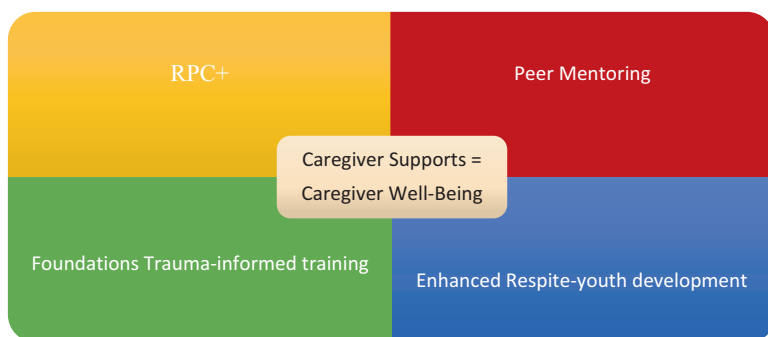 RPC+
Peer Mentoring
Caregiver Supports =
Caregiver Well-Being
Foundations Trauma-informed training
Enhanced Respite-youth development